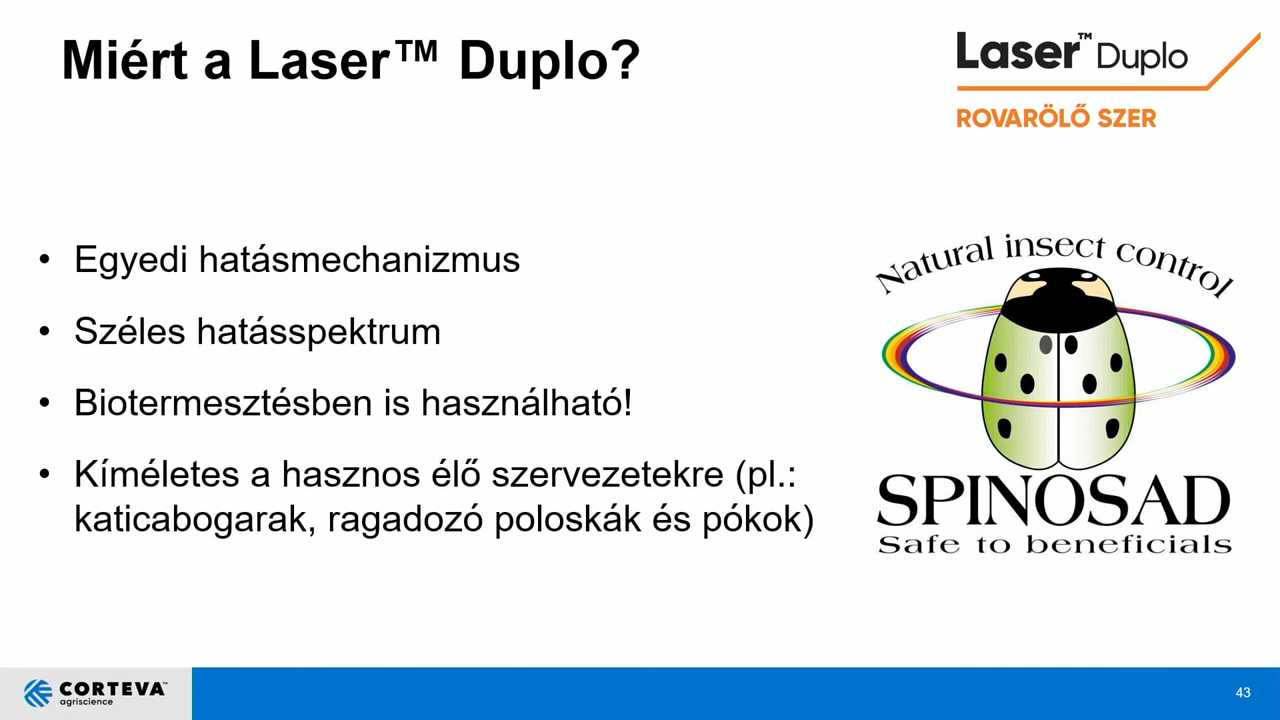 Miért a Laser™ Duplo?
Laser™ Duplo
ROVARÖLŐ SZER
• Egyedi hatásmechanizmus
• Széles hatásspektrum
• Biotermesztésben is használható!
• Kíméletes a hasznos élő szervezetekre (pl.:
katicabogarak, ragadozó poloskák és pókok)
Natural insect control
SPINOSAD
Safe to beneficials
CORTEVA™
agriscience
43